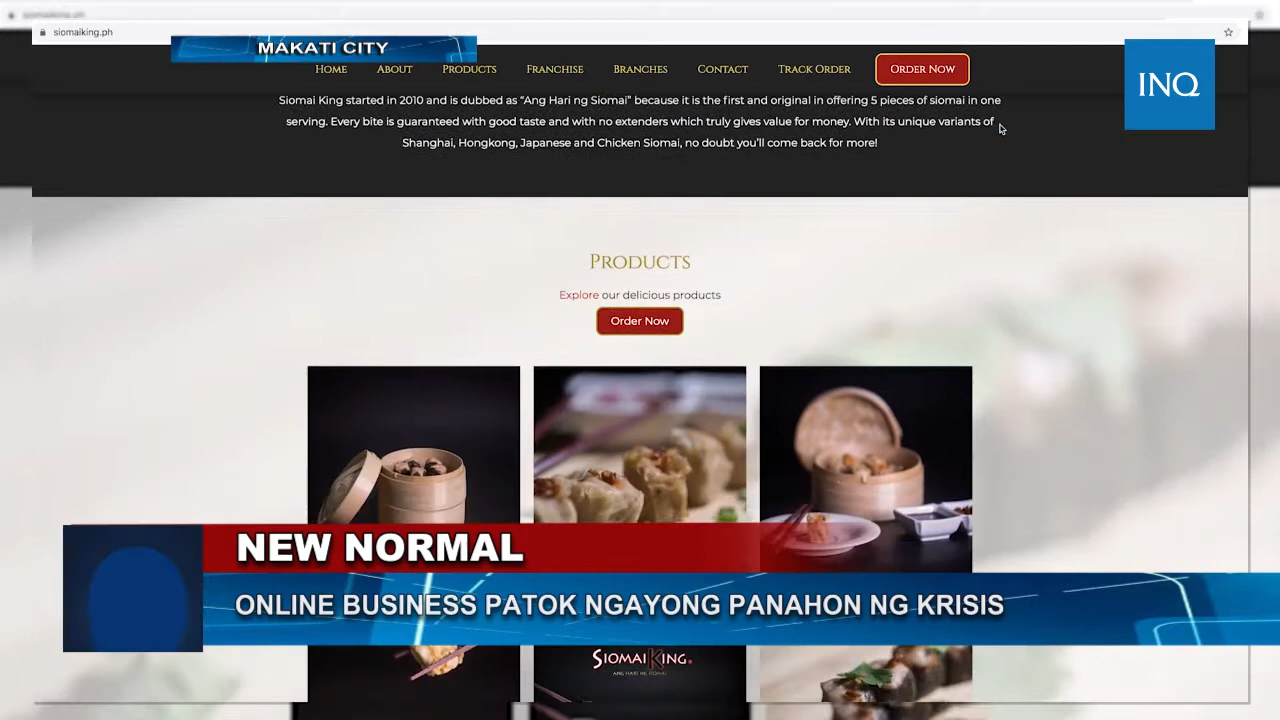 siomaiking.ph
MAKATI CITY
HOME ABOUT PRODUCTS FRANCHISE BRANCHES CONTACT TRACK ORDER ORDER NOW
INQ
Siomai King started in 2010 and is dubbed as “Ang Hari ng Siomai” because it is the first and original in offering 5 pieces of siomai in one
serving. Every bite is guaranteed with good taste and with no extenders which truly gives value for money. With its unique variants of
Shanghai, Hongkong, Japanese and Chicken Siomai, no doubt you’ll come back for more!
PRODUCTS
Explore our delicious products
Order Now
NEW NORMAL
ONLINE BUSINESS PATOK NGAYONG PANAHON NG KRISIS
SIOMAI KING.
ANG HARI NG SIOMAI